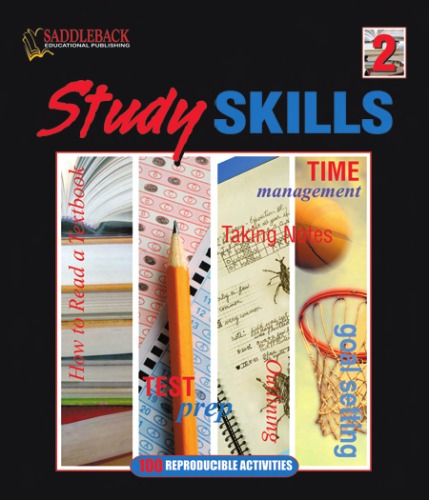 SADDLEBACK
EDUCATIONAL PUBLISHING
2
Study SKILLS
How to Read a Textbook
TEST
prep
Taking Notes
Outlining
TIME
management
goal setting
100 REPRODUCIBLE ACTIVITIES